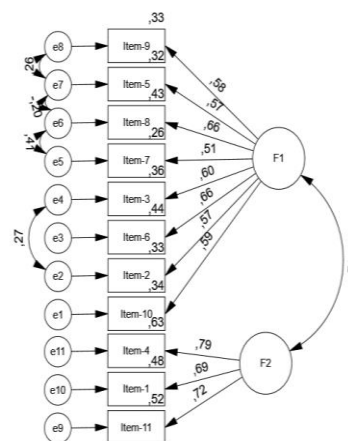 ,33
e8 Item-9 ,58
,26 ,32
e7 Item-5 ,57
-,20 ,43
e6 Item-8 ,66
,41 ,26
e5 Item-7 ,51 F1
,36
e4 Item-3 ,60
,44
e3 Item-6 ,66
,27 ,33
e2 Item-2 ,57
,34
e1 Item-10 ,59
,63
e11 Item-4 ,79
,48
e10 Item-1 ,69 F2
,52
e9 Item-11 ,72